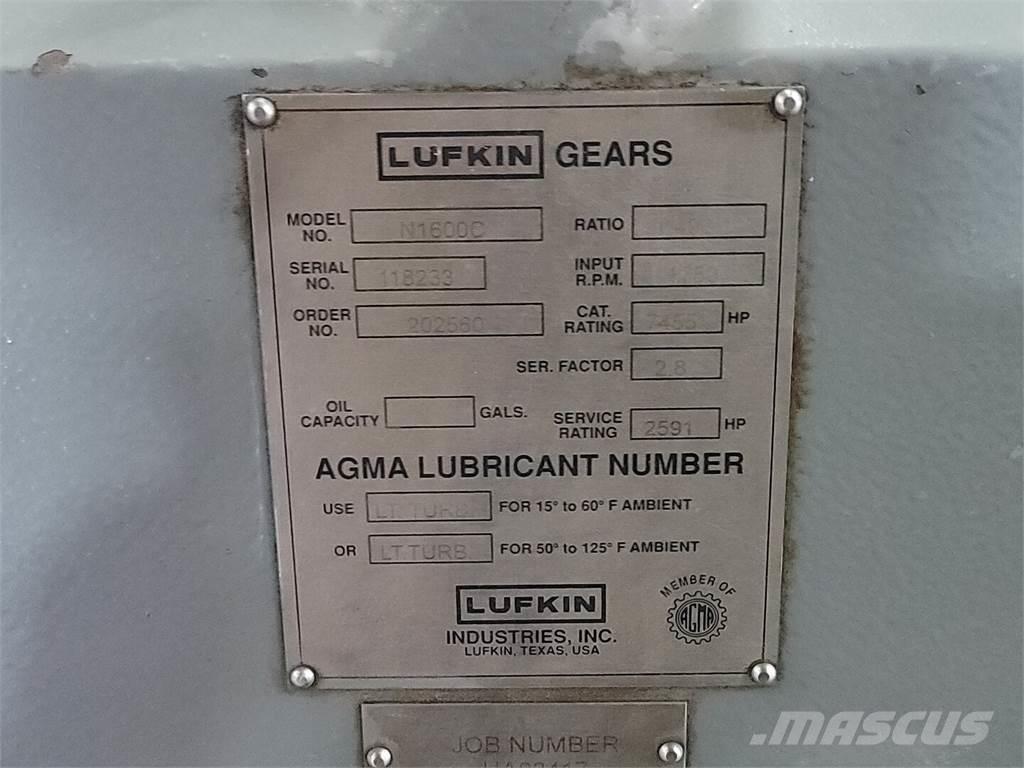 LUFKIN GEARS
MODEL NO. N1600C RATIO
SERIAL NO. 118233 INPUT R.P.M.
ORDER NO. 202560 CAT. RATING 7455 HP
SER. FACTOR 2.8
OIL CAPACITY GALS. SERVICE RATING 2591 HP
AGMA LUBRICANT NUMBER
USE LT. TURB. FOR 15° to 60° F AMBIENT
OR LT.TURB. FOR 50° to 125° F AMBIENT
LUFKIN
INDUSTRIES, INC.
LUFKIN, TEXAS, USA
MEMBER OF
AGMA
JOB NUMBER
MASCUS